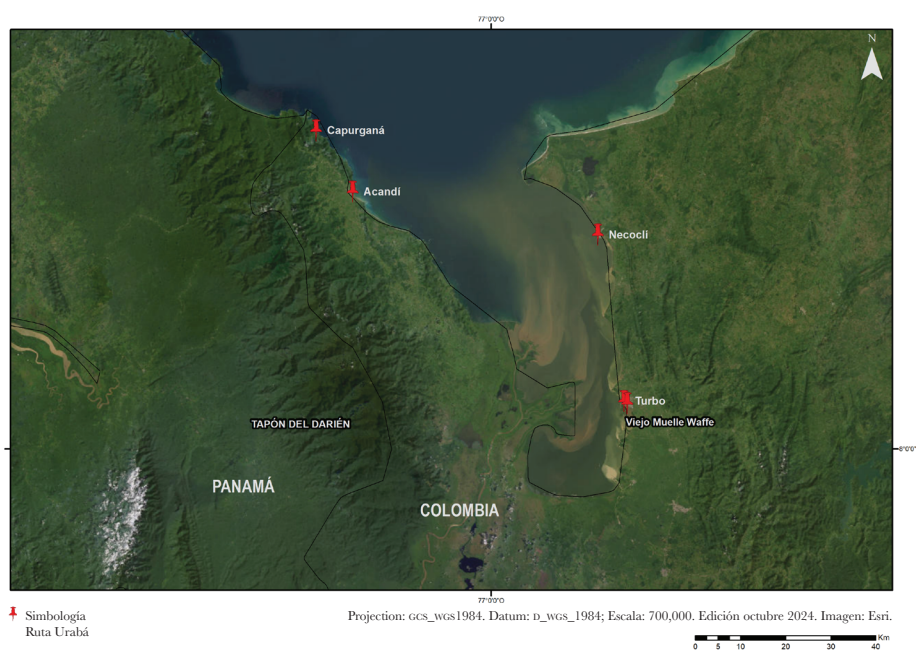 77°0'0"O
N
Capurganá
Acandí
Necocli
Turbo
Viejo Muelle Waffe
TAPÓN DEL DARIÉN
8°0'0"
PANAMÁ
COLOMBIA
77°0'0"O
Simbología
Ruta Urabá
Projection: GCS_WGS1984. Datum: D_WGS_1984; Escala: 700,000. Edición octubre 2024. Imagen: Esri.
Km
0 5 10 20 30 40